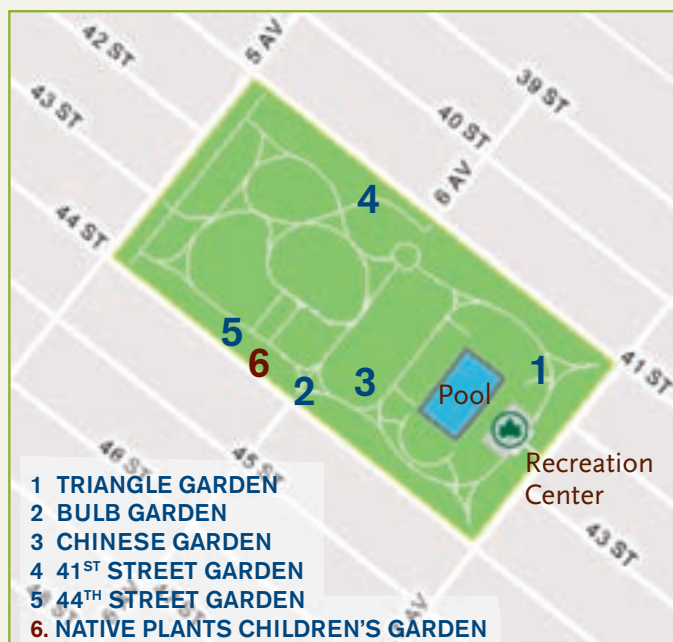 5 AV
42 ST
39 ST
43 ST
40 ST
6 AV
4
44 ST
5
6
2
3
1
41 ST
Pool
45 ST
46 ST
Recreation
Center
43 ST
1 TRIANGLE GARDEN
2 BULB GARDEN
3 CHINESE GARDEN
4 41ST STREET GARDEN
5 44TH STREET GARDEN
6. NATIVE PLANTS CHILDREN'S GARDEN
AV